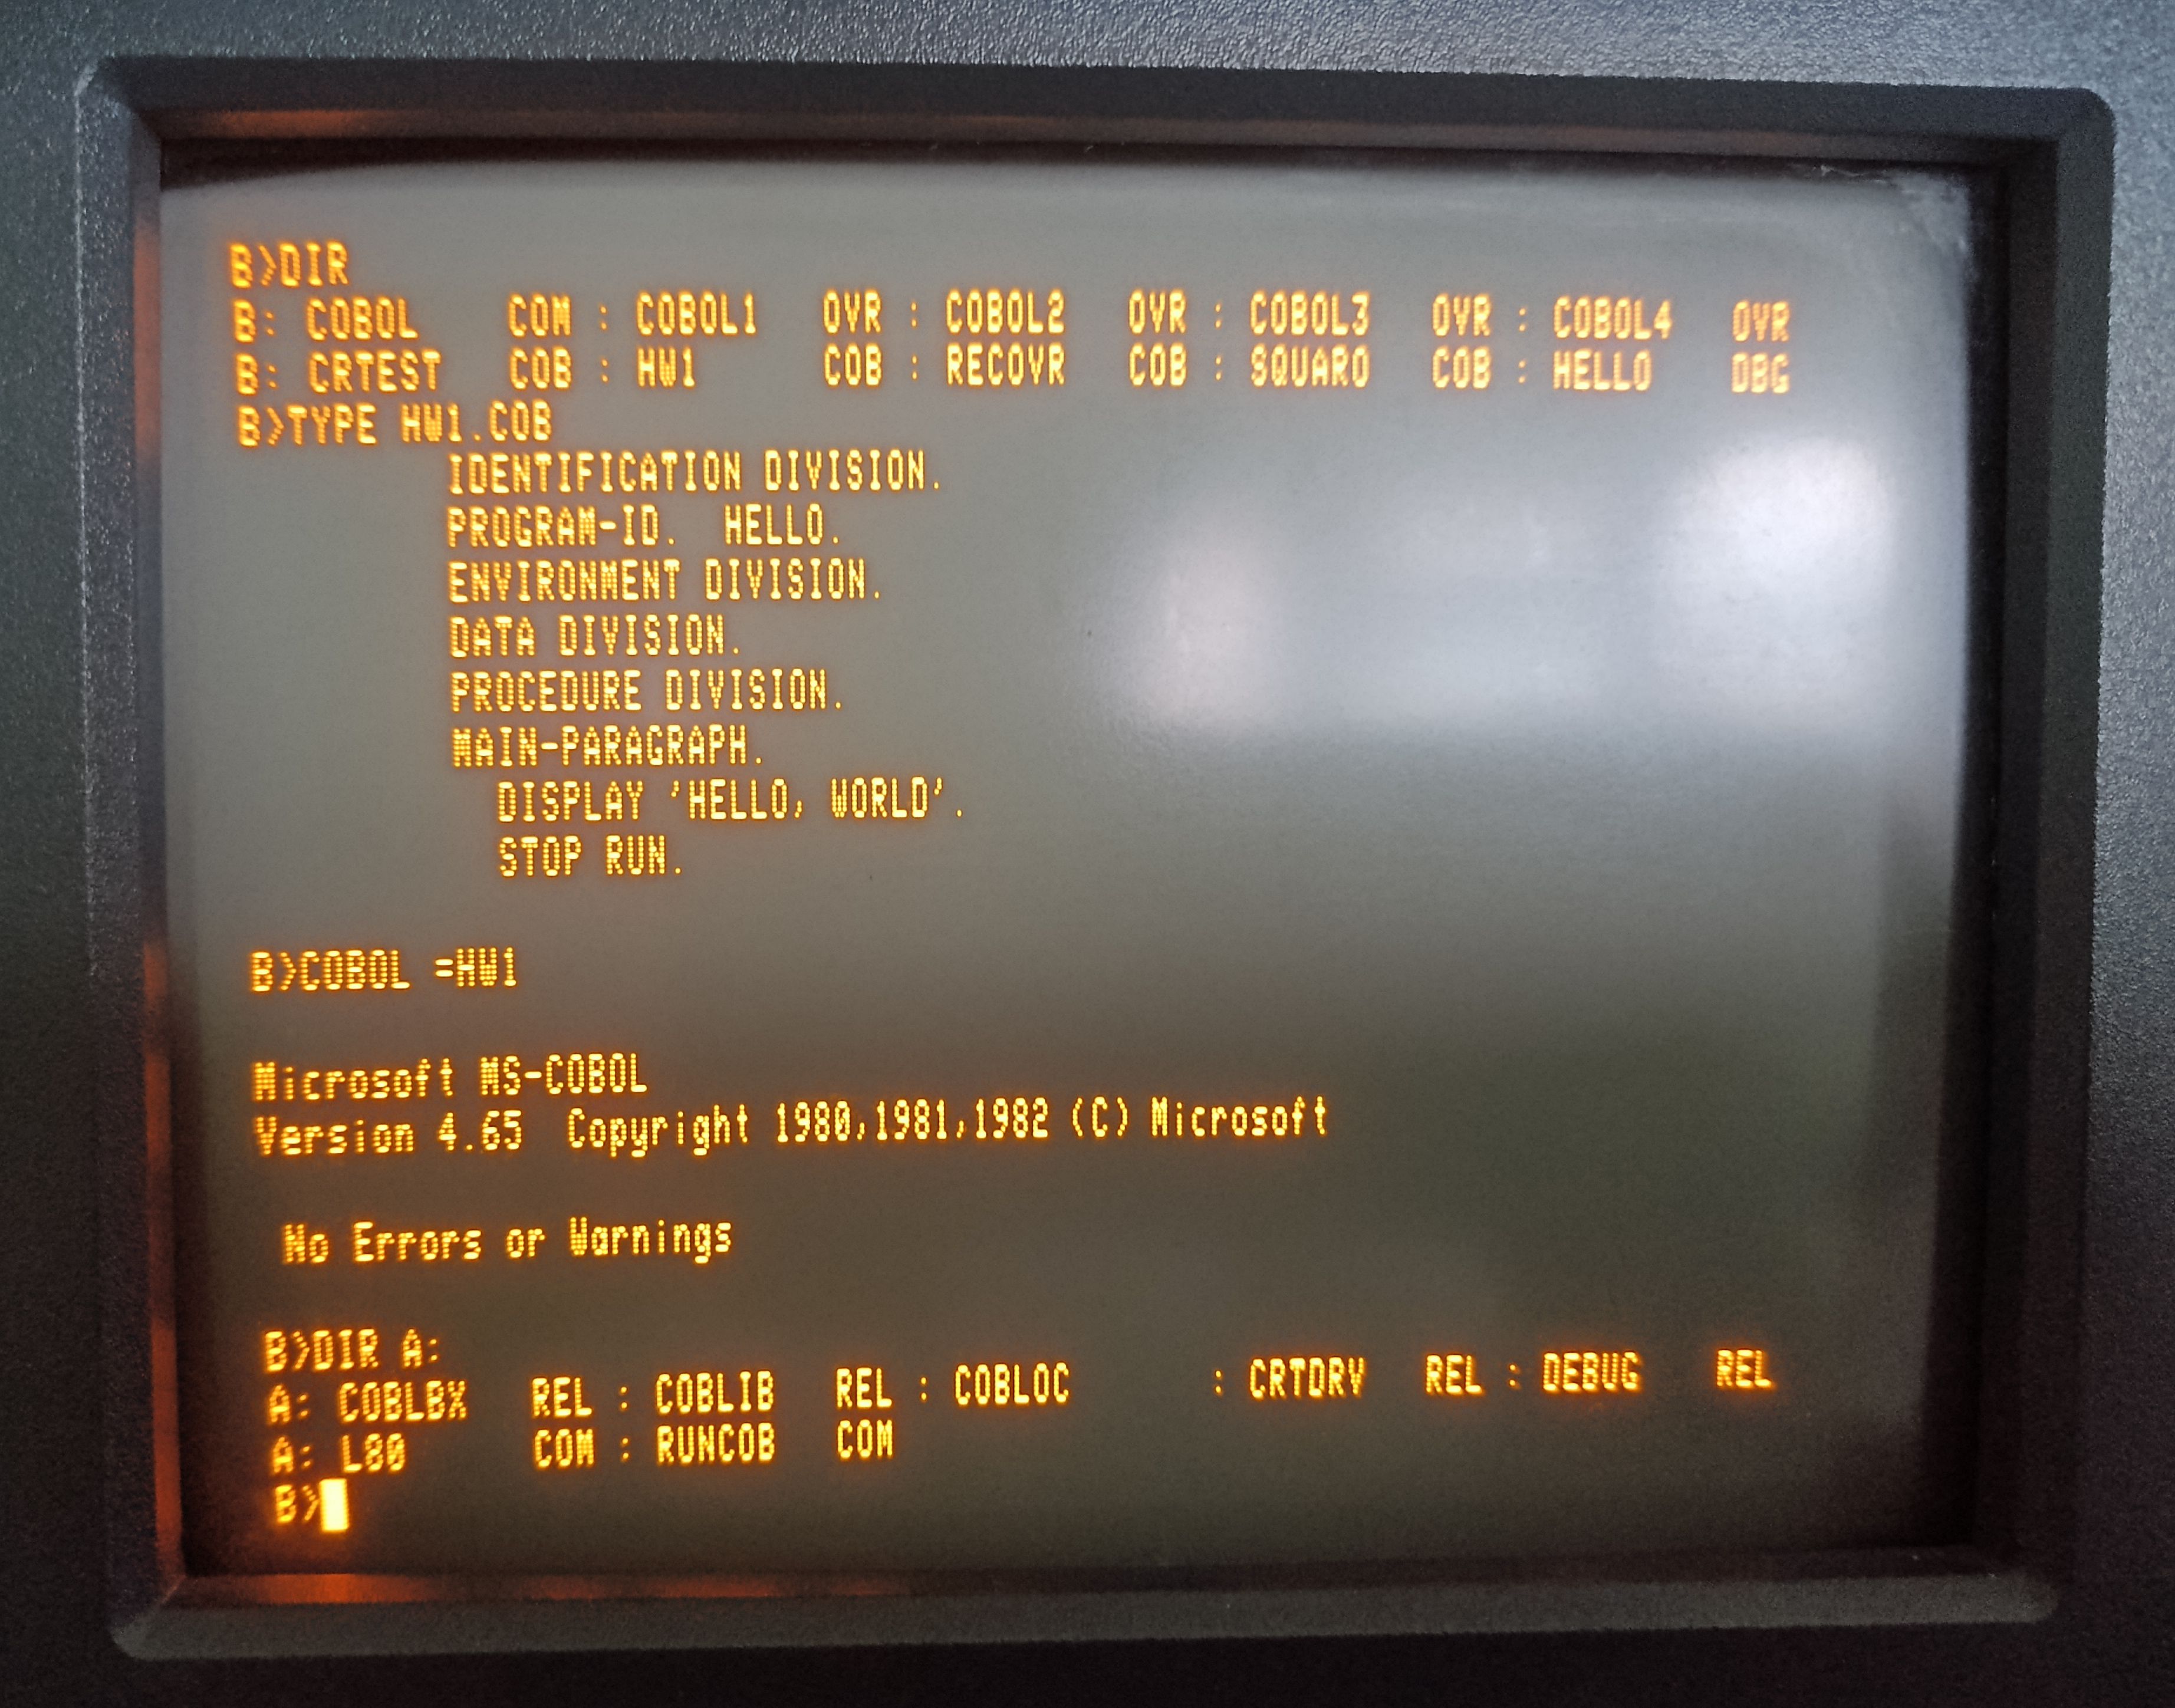 B>DIR
B: COBOL    COM : COBOL1   OVR : COBOL2   OVR : COBOL3   OVR : COBOL4   OVR
B: CRTEST   COB : HW1      COB : RECOVR   COB : SQUARO   COB : HELLO    DBG
B>TYPE HW1.COB
IDENTIFICATION DIVISION.
PROGRAM-ID.  HELLO.
ENVIRONMENT DIVISION.
DATA DIVISION.
PROCEDURE DIVISION.
MAIN-PARAGRAPH.
DISPLAY 'HELLO, WORLD'.
STOP RUN.
B>COBOL =HW1
Microsoft MS-COBOL
Version 4.65  Copyright 1980,1981,1982 (C) Microsoft
No Errors or Warnings
B>DIR A:
A: COBLBX   REL : COBLIB   REL : COBLOC       : CRTDRV   REL : DEBUG    REL
A: L80      COM : RUNCOB   COM
B>